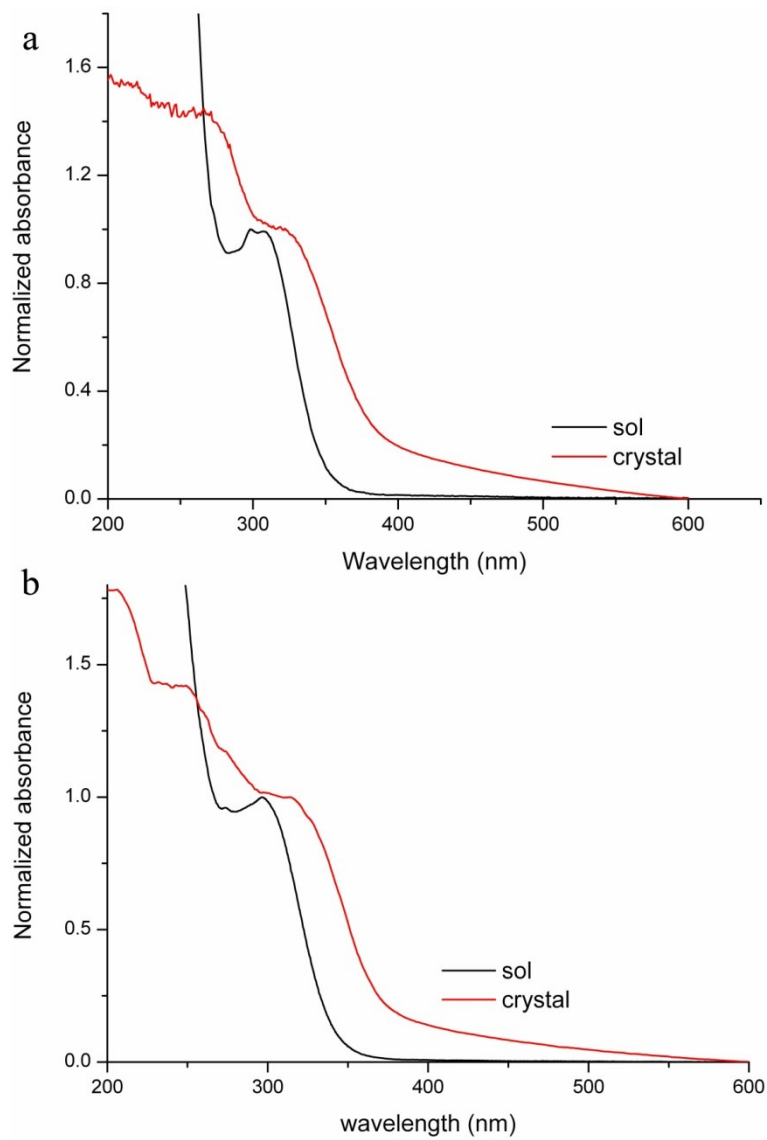 a
1.6
1.2
0.8
0.4
0.0
Normalized absorbance
sol
crystal
200 300 400 500 600
Wavelength (nm)
b
1.5
1.0
0.5
0.0
Normalized absorbance
sol
crystal
200 300 400 500 600
wavelength (nm)